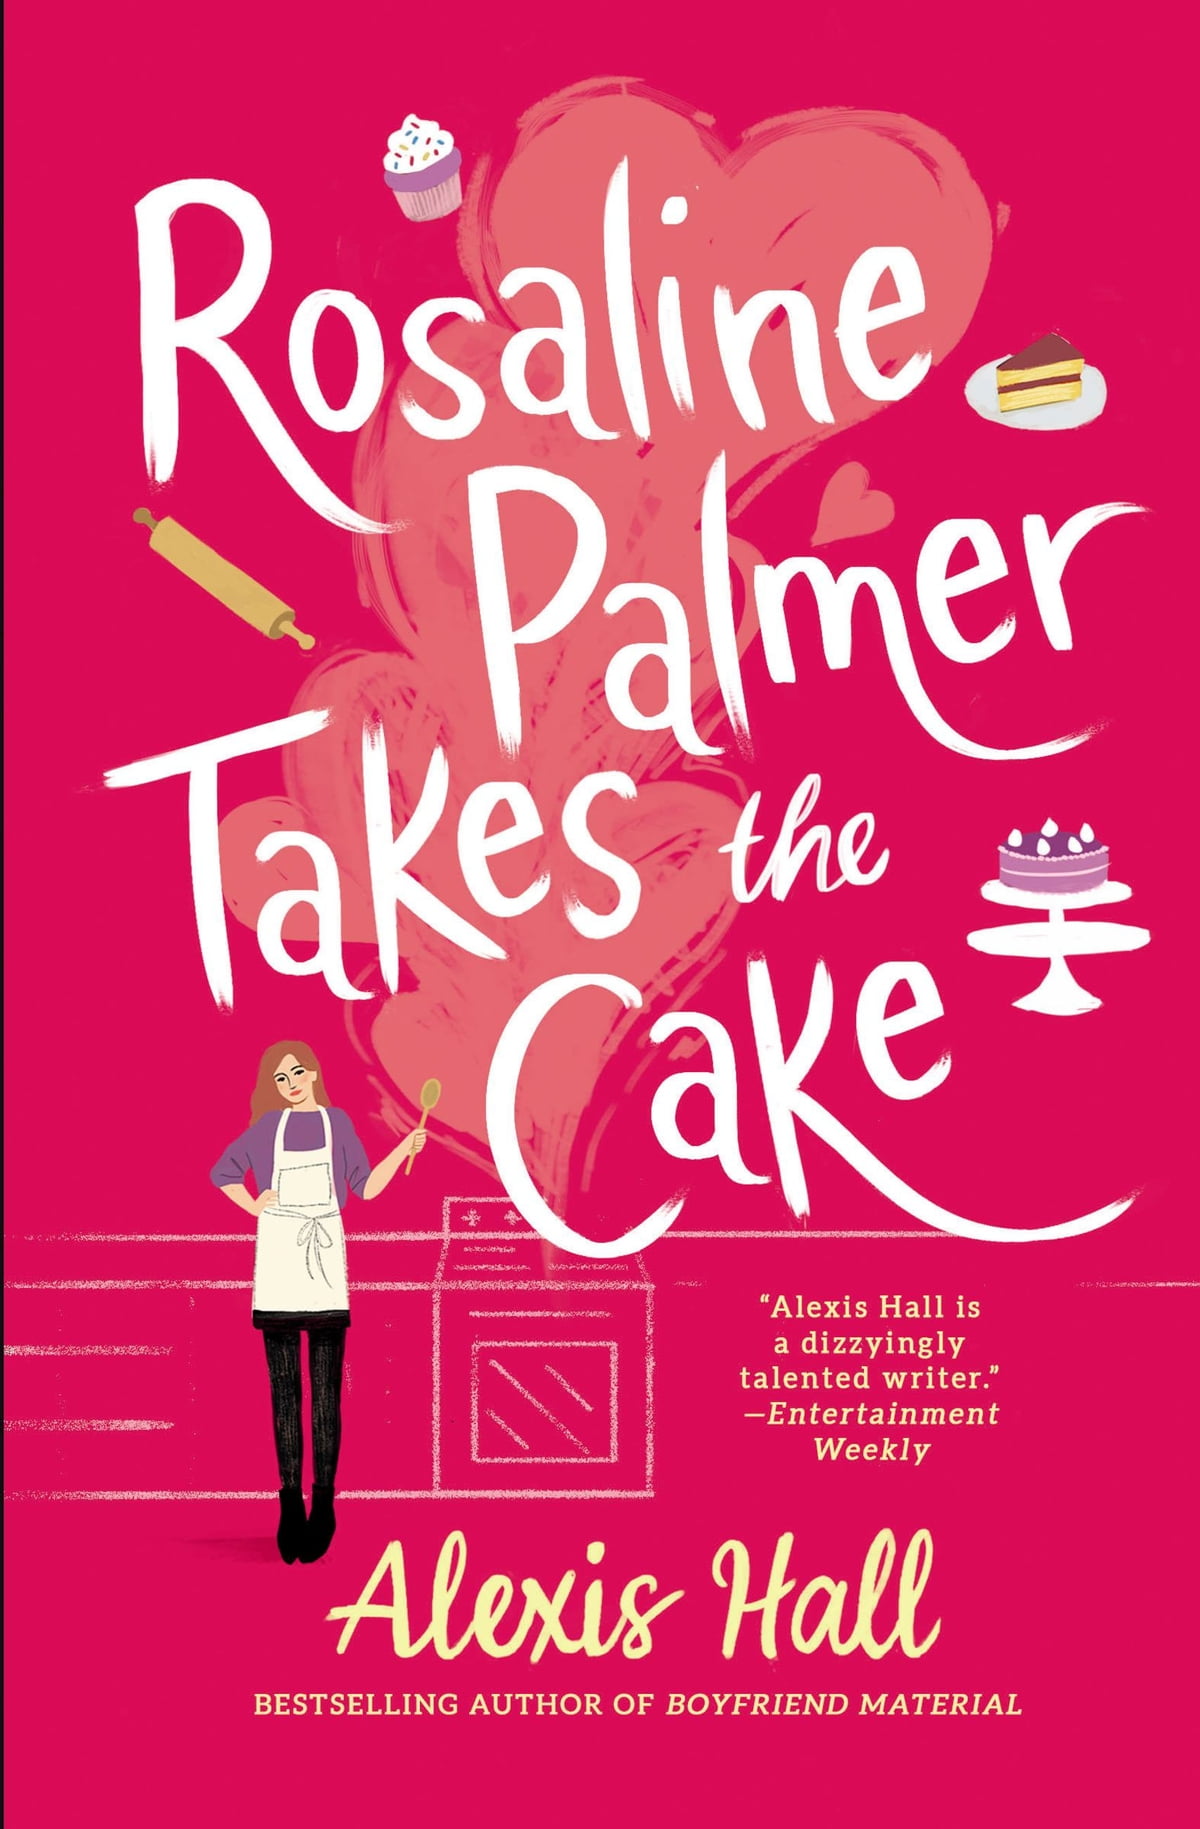 Rosaline
Palmer
Takes the
Cake
“Alexis Hall is
a dizzyingly
talented writer.”
—Entertainment
Weekly
Alexis Hall
BESTSELLING AUTHOR OF BOYFRIEND MATERIAL